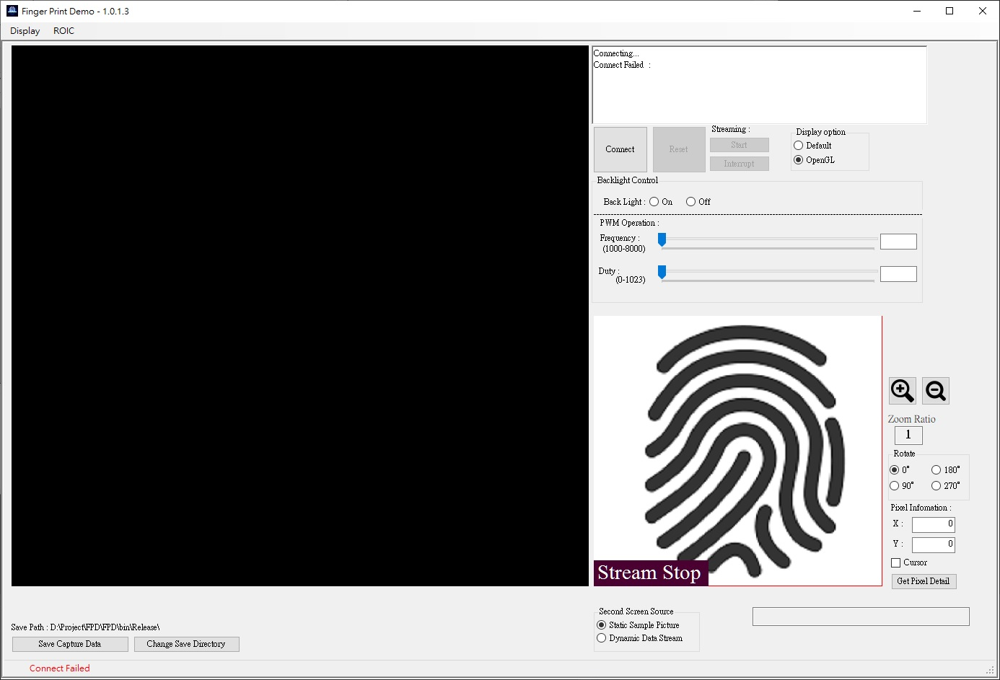 Finger Print Demo - 1.0.1.3
Display ROIC
Connecting...
Connect Failed :
Connect
Reset
Streaming :
Start
Interrupt
Display option
Default
OpenGL
Backlight Control
Back Light : On Off
PWM Operation :
Frequency :
(1000-8000)
Duty :
(0-1023)
Stream Stop
Zoom Ratio
1
Rotate
0° 180°
90° 270°
Pixel Infomation :
X : 0
Y : 0
Cursor
Get Pixel Detail
Second Screen Source
Static Sample Picture
Dynamic Data Stream
Save Path : D:\Project\FPD\FPD\bin\Release\
Save Capture Data Change Save Directory
Connect Failed